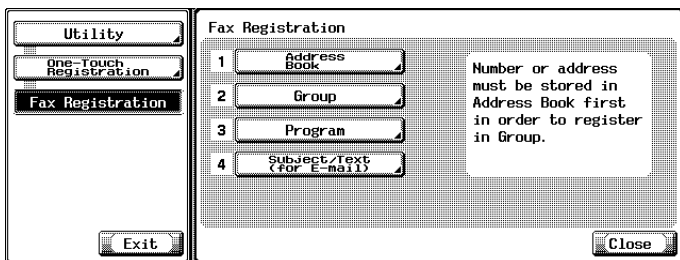 Utility
One-Touch
Registration
Fax Registration
Exit
Fax Registration
1 Address
Book
2 Group
3 Program
4 Subject/Text
(for E-mail)
Number or address
must be stored in
Address Book first
in order to register
in Group.
Close